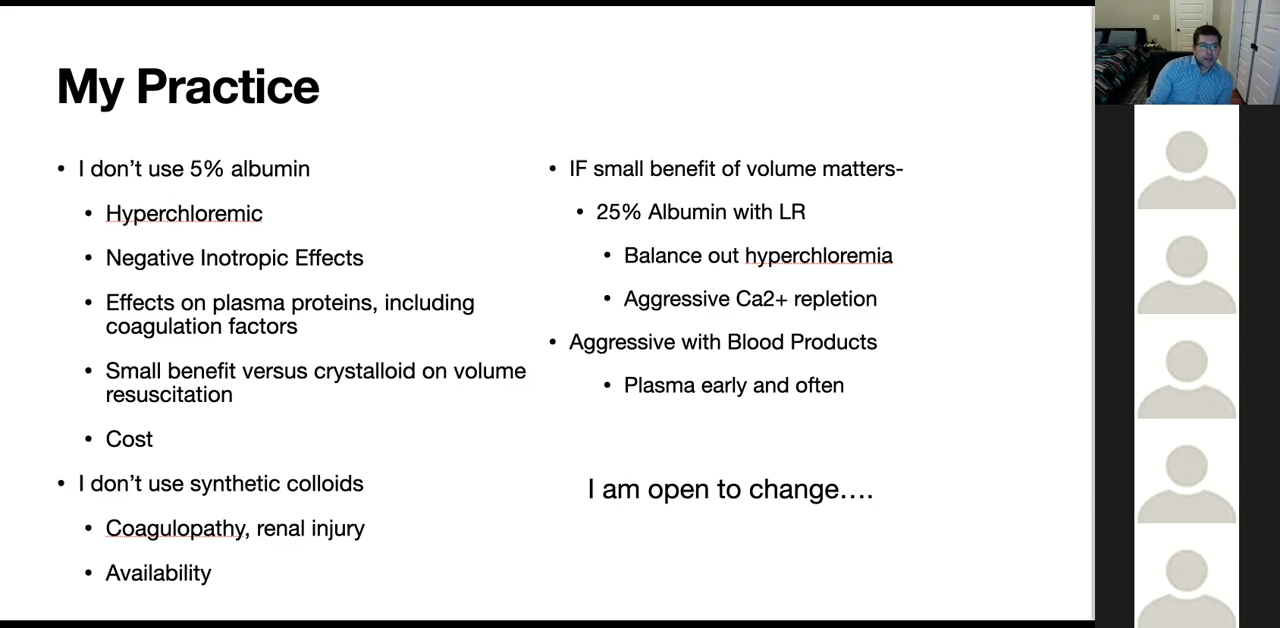 My Practice
• I don’t use 5% albumin
• Hyperchloremic
• Negative Inotropic Effects
• Effects on plasma proteins, including
coagulation factors
• Small benefit versus crystalloid on volume
resuscitation
• Cost
• I don’t use synthetic colloids
• Coagulopathy, renal injury
• Availability
• IF small benefit of volume matters-
• 25% Albumin with LR
• Balance out hyperchloremia
• Aggressive Ca2+ repletion
• Aggressive with Blood Products
• Plasma early and often
I am open to change….